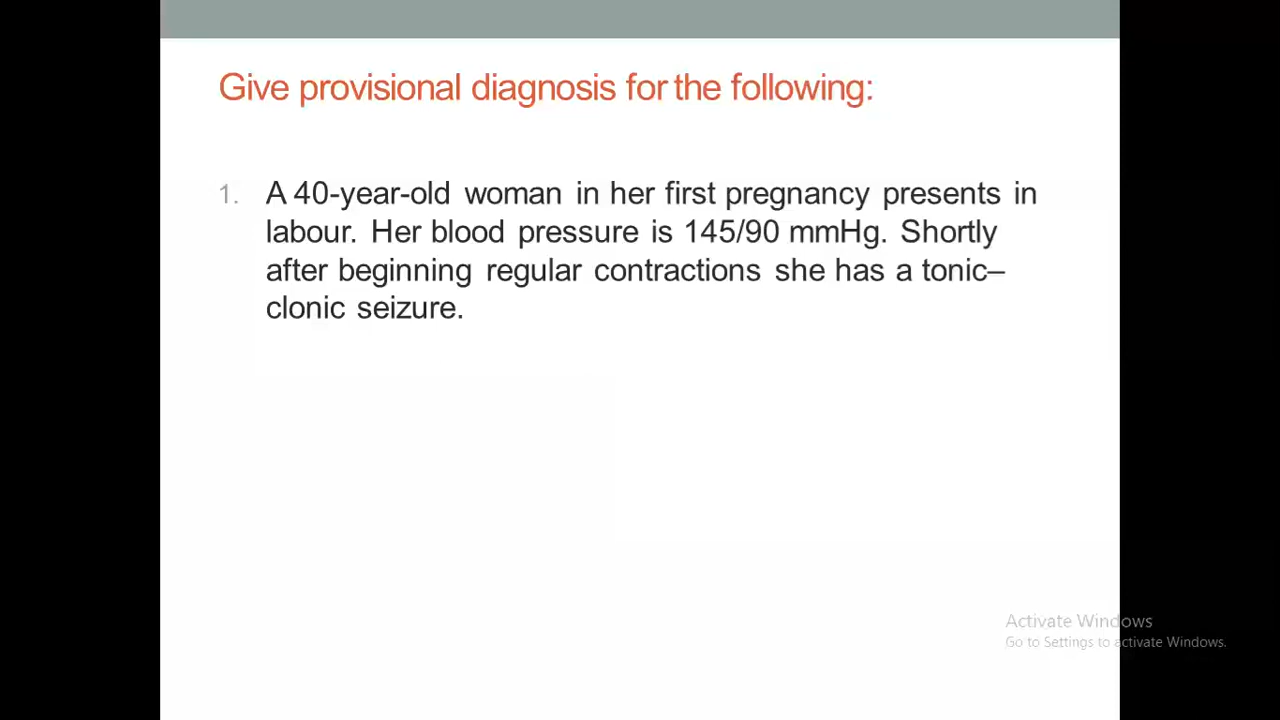 Give provisional diagnosis for the following:
1. A 40-year-old woman in her first pregnancy presents in
labour. Her blood pressure is 145/90 mmHg. Shortly
after beginning regular contractions she has a tonic–
clonic seizure.
Activate Windows
Go to Settings to activate Windows.